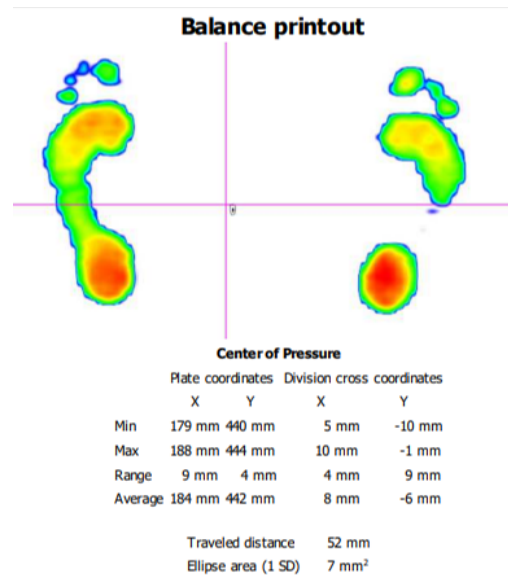 Balance printout
Center of Pressure
Plate coordinates Division cross coordinates
X Y X Y
Min 179 mm 440 mm 5 mm -10 mm
Max 188 mm 444 mm 10 mm -1 mm
Range 9 mm 4 mm 4 mm 9 mm
Average 184 mm 442 mm 8 mm -6 mm
Traveled distance 52 mm
Ellipse area (1 SD) 7 mm²